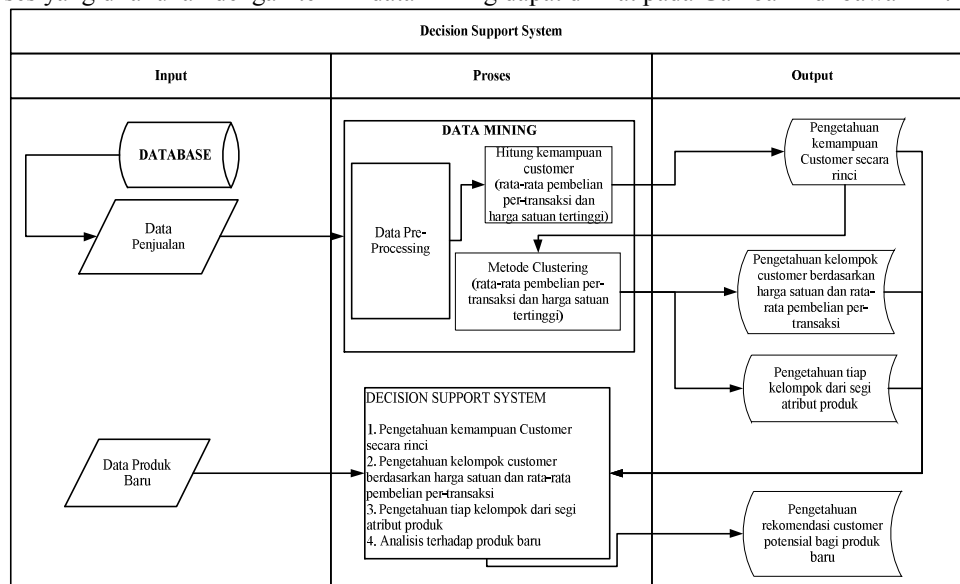 Decision Support System
Input
Proses
Output
DATABASE
Data
Penjualan
DATA MINING
Data Pre-
Processing
Hitung kemampuan
customer
(rata-rata pembelian
per-transaksi dan
harga satuan tertinggi)
Metode Clustering
(rata-rata pembelian per-
transaksi dan harga satuan
tertinggi)
Pengetahuan
kemampuan
Customer secara
rinci
Pengetahuan kelompok
customer berdasarkan
harga satuan dan rata-
rata pembelian per-
transaksi
Pengetahuan tiap
kelompok dari segi
atribut produk
Data Produk
Baru
DECISION SUPPORT SYSTEM
1. Pengetahuan kemampuan Customer
secara rinci
2. Pengetahuan kelompok customer
berdasarkan harga satuan dan rata-rata
pembelian per-transaksi
3. Pengetahuan tiap kelompok dari segi
atribut produk
4. Analisis terhadap produk baru
Pengetahuan
rekomendasi customer
potensial bagi produk
baru